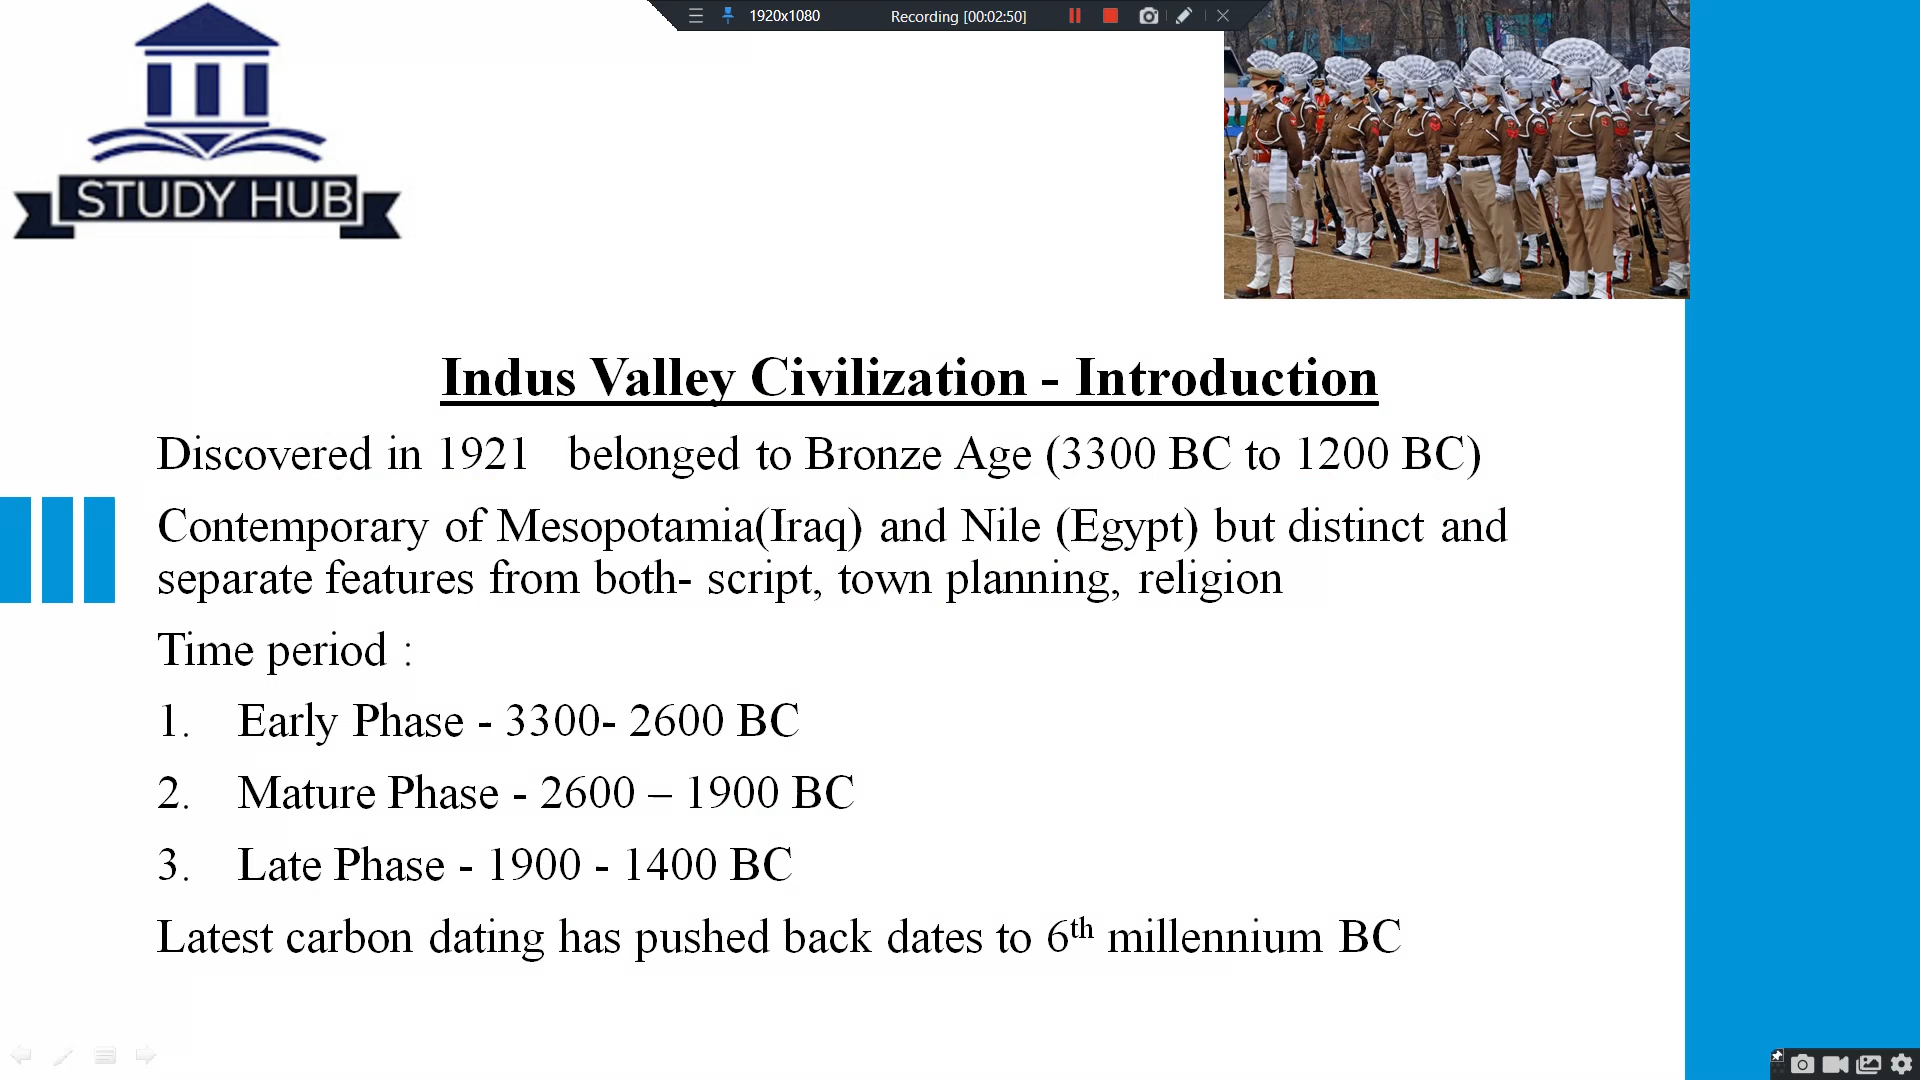 1920x1080
Recording [00:02:50]
STUDY HUB
Indus Valley Civilization - Introduction
Discovered in 1921 belonged to Bronze Age (3300 BC to 1200 BC)
Contemporary of Mesopotamia(Iraq) and Nile (Egypt) but distinct and
separate features from both- script, town planning, religion
Time period :
1. Early Phase - 3300- 2600 BC
2. Mature Phase - 2600 – 1900 BC
3. Late Phase - 1900 - 1400 BC
Latest carbon dating has pushed back dates to 6th millennium BC